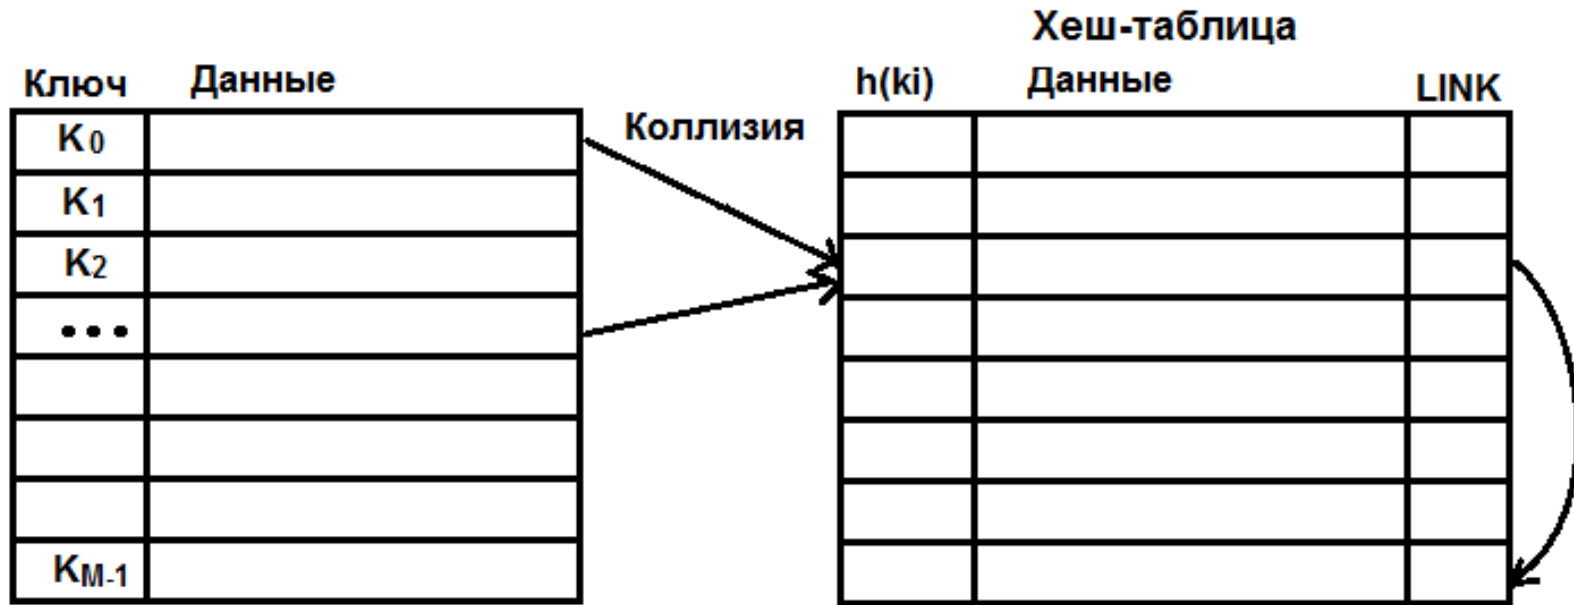 Хеш-таблица
Ключ Данные
h(ki) Данные LINK
Коллизия
K0
K1
K2
...
KM-1